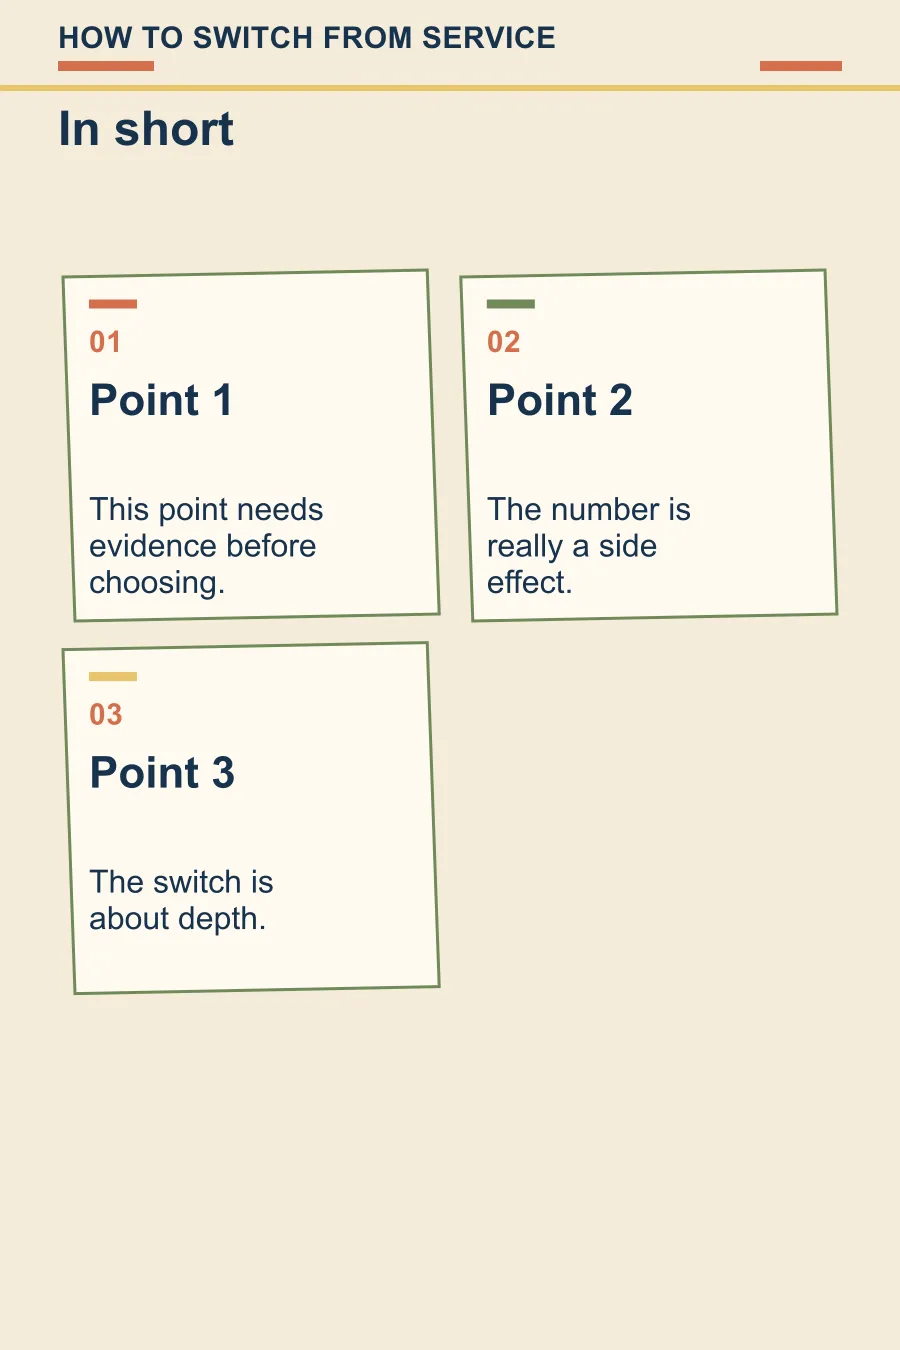 HOW TO SWITCH FROM SERVICE
In short
01
Point 1
This point needs
evidence before
choosing.
02
Point 2
The number is
really a side
effect.
03
Point 3
The switch is
about depth.